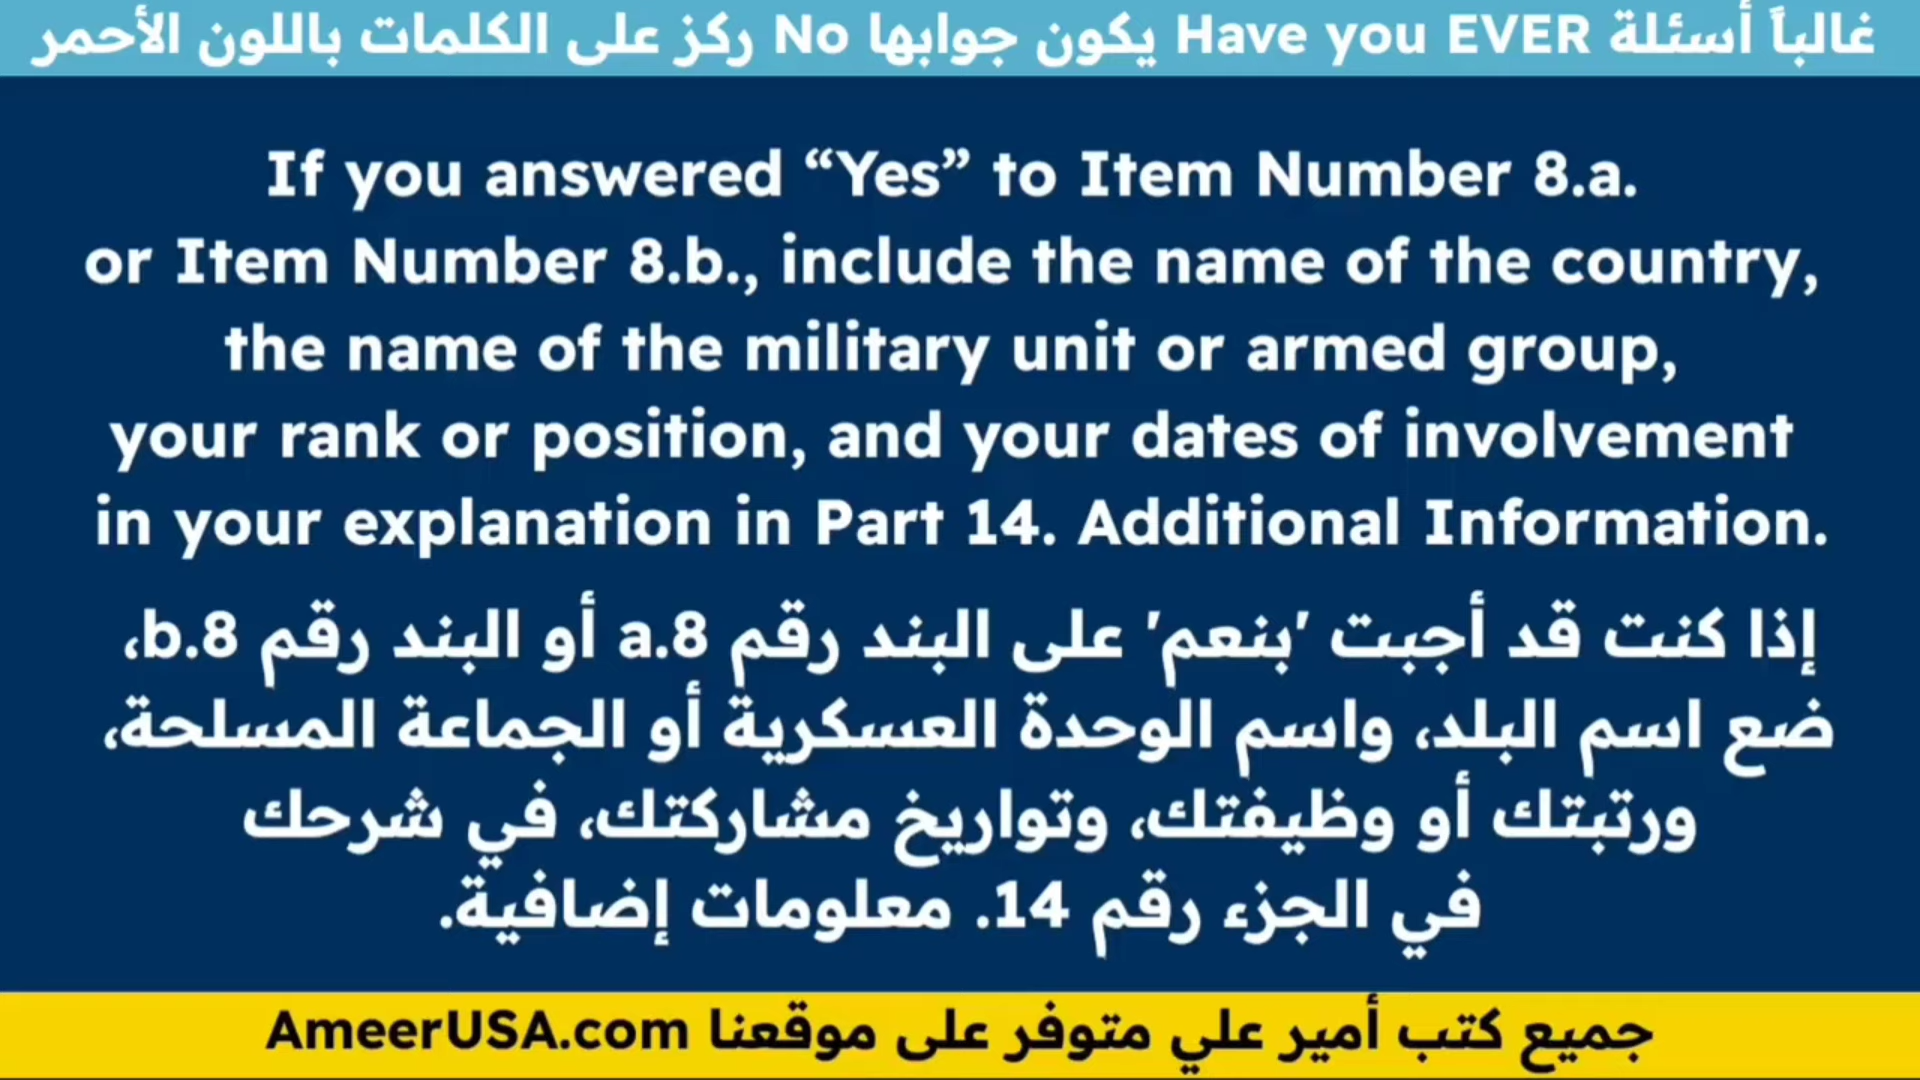 غالباً أسئلة Have you EVER يكون جوابها No ركز على الكلمات باللون الأحمر
If you answered “Yes” to Item Number 8.a.
or Item Number 8.b., include the name of the country,
the name of the military unit or armed group,
your rank or position, and your dates of involvement
in your explanation in Part 14. Additional Information.
إذا كنت قد أجبت 'بنعم' على البند رقم 8.a أو البند رقم 8.b،
ضع اسم البلد، واسم الوحدة العسكرية أو الجماعة المسلحة،
ورتبتك أو وظيفتك، وتواريخ مشاركتك، في شرحك
في الجزء رقم 14. معلومات إضافية.
جميع كتب أمير علي متوفر على موقعنا AmeerUSA.com